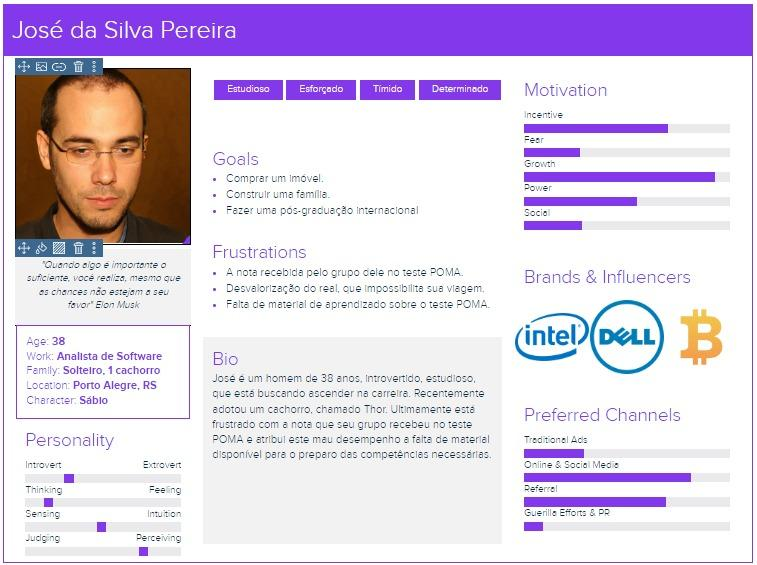 José da Silva Pereira
"Quando algo é importante o
suficiente, você realiza, mesmo que
as chances não estejam a seu
favor" Elon Musk
Age: 38
Work: Analista de Software
Family: Solteiro, 1 cachorro
Location: Porto Alegre, RS
Character: Sábio
Personality
Introvert Extrovert
Thinking Feeling
Sensing Intuition
Judging Perceiving
Estudioso Esforçado Tímido Determinado
Goals
• Comprar um imóvel.
• Construir uma família.
• Fazer uma pós-graduação internacional
Frustrations
• A nota recebida pelo grupo dele no teste POMA.
• Desvalorização do real, que impossibilita sua viagem.
• Falta de material de aprendizado sobre o teste POMA.
Bio
José é um homem de 38 anos, introvertido, estudioso,
que está buscando ascender na carreira. Recentemente
adotou um cachorro, chamado Thor. Ultimamente está
frustrado com a nota que seu grupo recebeu no teste
POMA e atribui este mau desempenho a falta de material
disponível para o preparo das competências necessárias.
Motivation
Incentive
Fear
Growth
Power
Social
Brands & Influencers
intel DELL ₿
Preferred Channels
Traditional Ads
Online & Social Media
Referral
Guerilla Efforts & PR